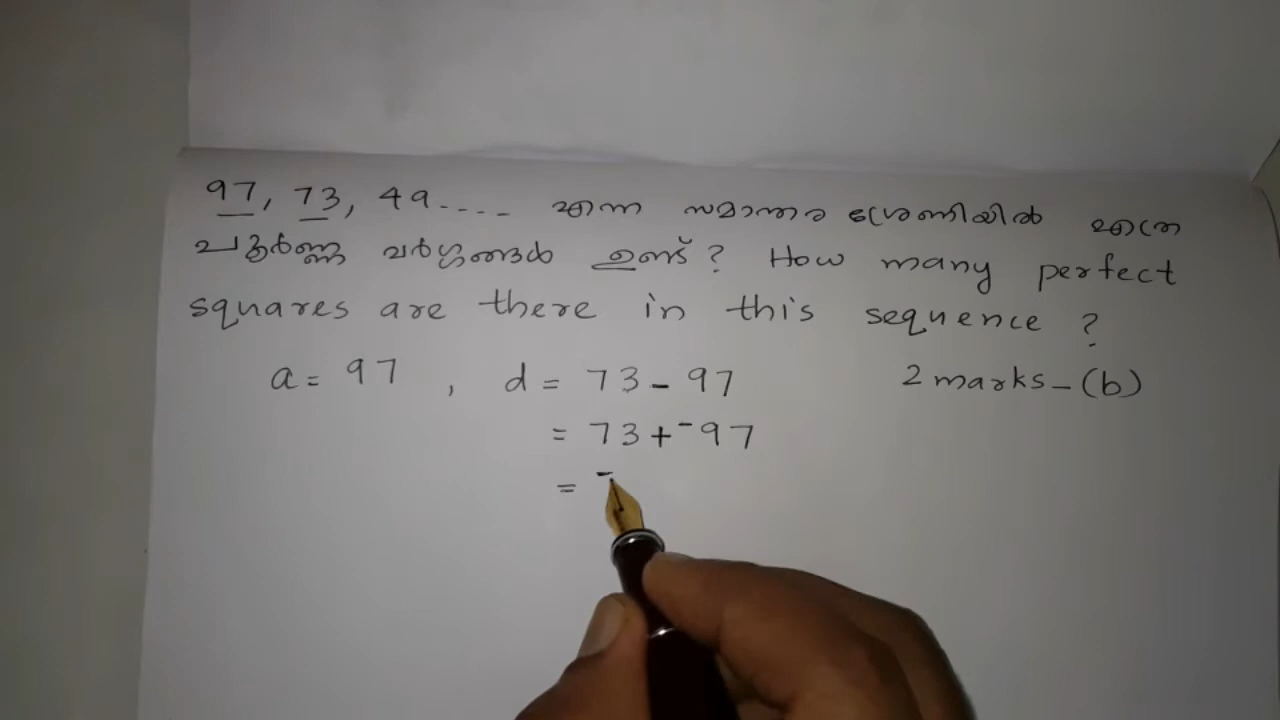 97, 73, 49.... എന്ന സമാന്തര ശ്രേണിയിൽ എത്ര
പൂർണ്ണ വർഗ്ഗങ്ങൾ ഉണ്ട് ? How many perfect
squares are there in this sequence ?
a = 97 , d = 73 - 97 2 marks - (b)
= 73 + ⁻97
= ⁻